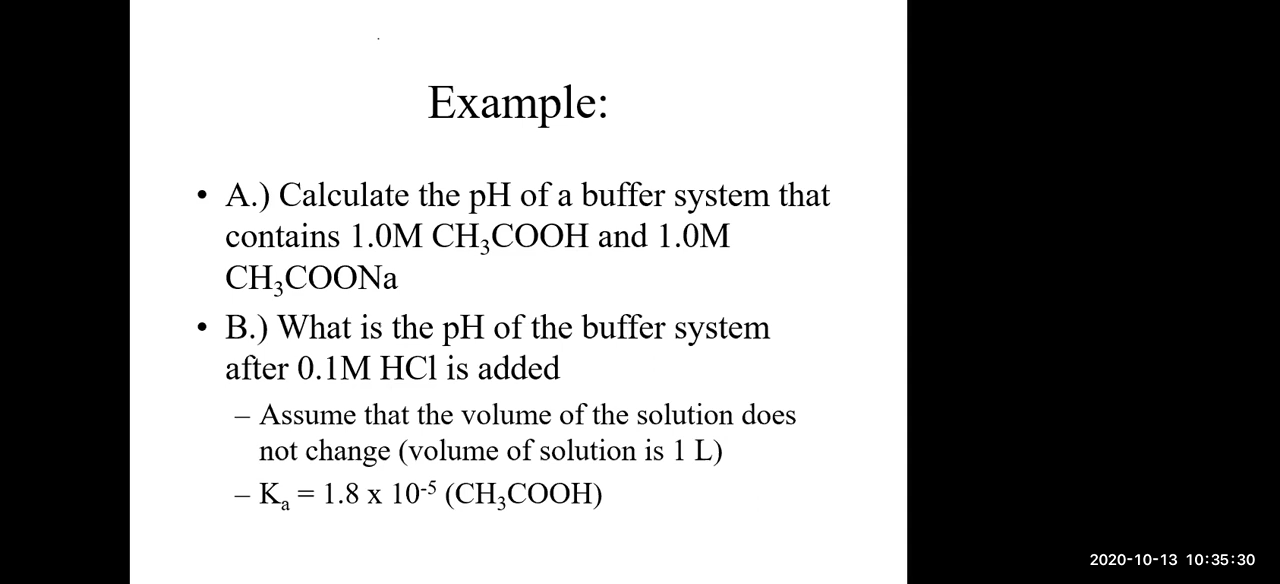 Example:
• A.) Calculate the pH of a buffer system that
contains 1.0M CH₃COOH and 1.0M
CH₃COONa
• B.) What is the pH of the buffer system
after 0.1M HCl is added
– Assume that the volume of the solution does
not change (volume of solution is 1 L)
– Kₐ = 1.8 x 10⁻⁵ (CH₃COOH)
2020-10-13 10:35:30